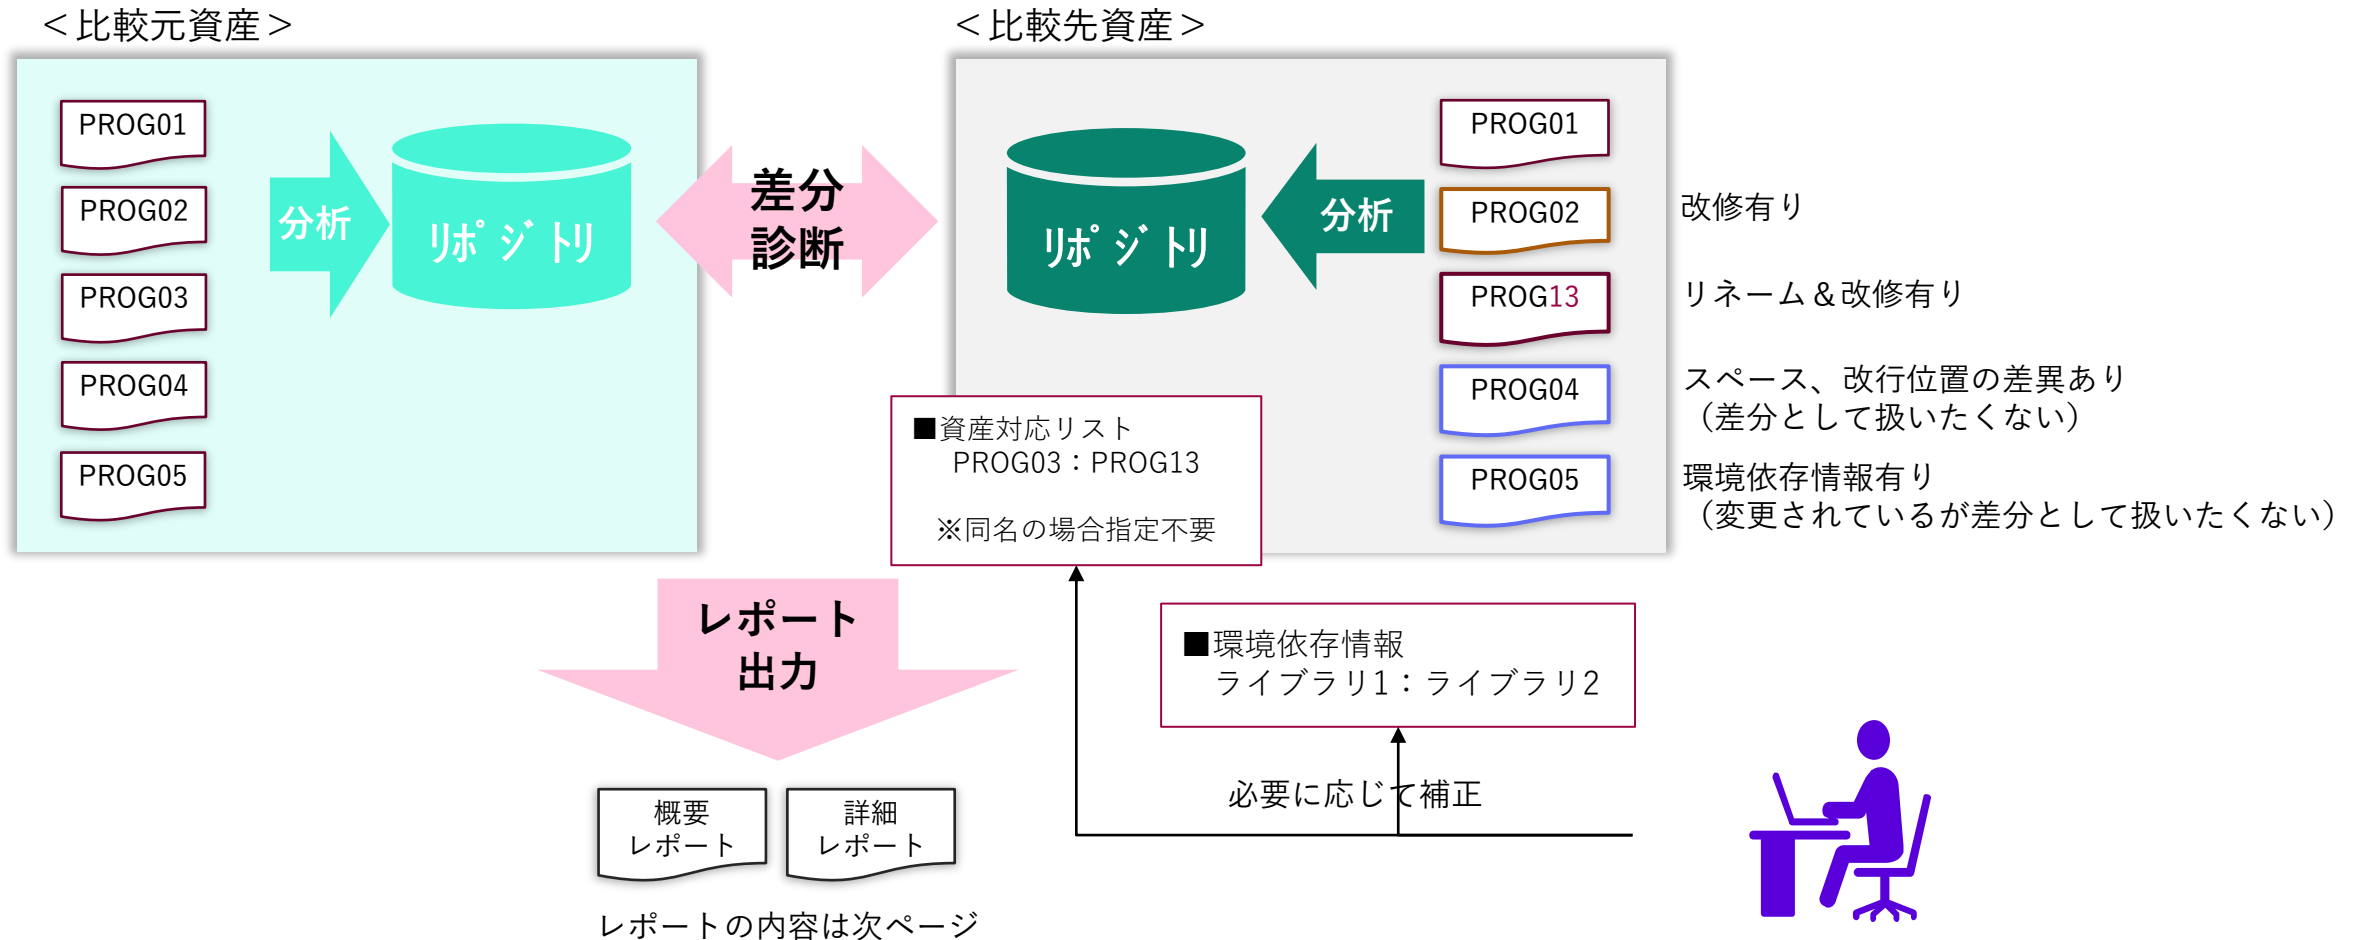 ＜比較元資産＞
PROG01
PROG02
PROG03
PROG04
PROG05
分析
ﾘﾎﾟｼﾞﾄﾘ
差分
診断
＜比較先資産＞
ﾘﾎﾟｼﾞﾄﾘ
分析
PROG01
PROG02
改修有り
PROG13
リネーム＆改修有り
PROG04
スペース、改行位置の差異あり
（差分として扱いたくない）
PROG05
環境依存情報有り
（変更されているが差分として扱いたくない）
■資産対応リスト
PROG03：PROG13
※同名の場合指定不要
■環境依存情報
ライブラリ1：ライブラリ2
必要に応じて補正
レポート
出力
概要
レポート
詳細
レポート
レポートの内容は次ページ